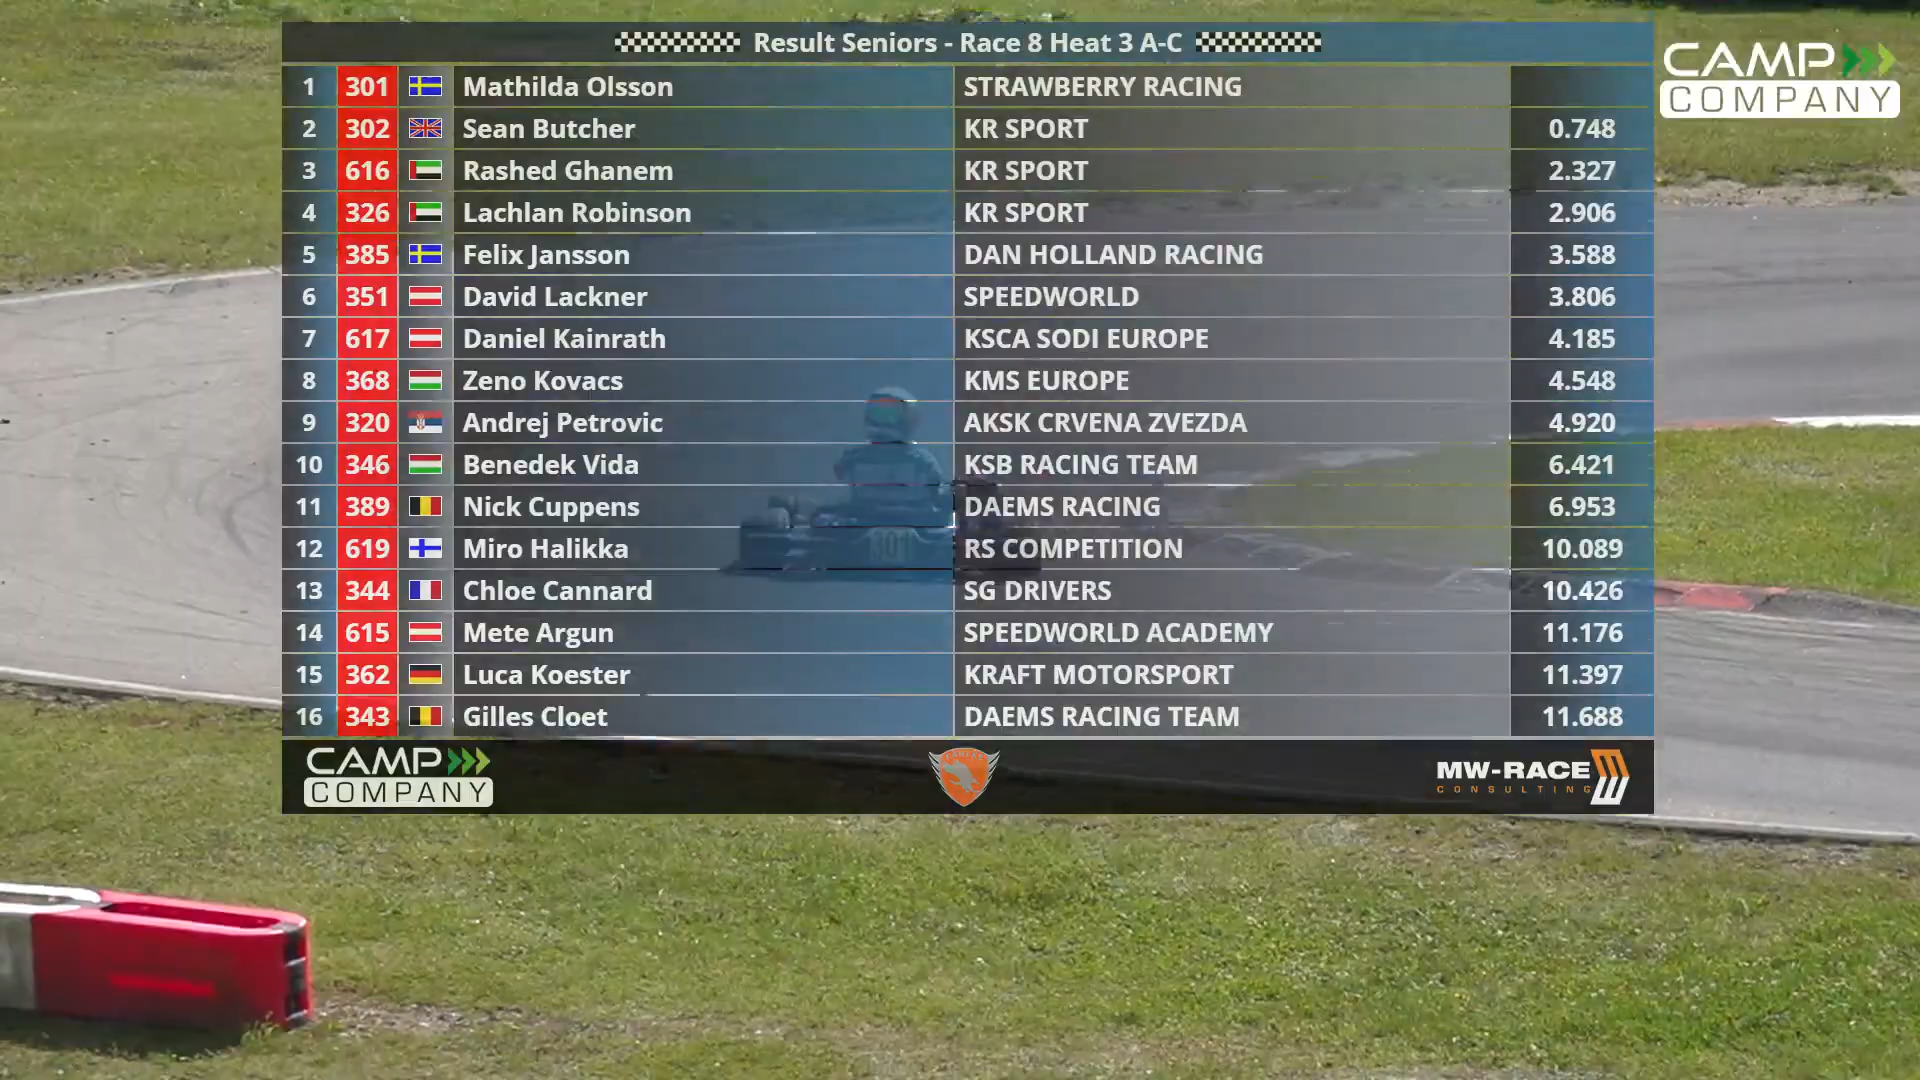 Result Seniors - Race 8 Heat 3 A-C
CAMP
COMPANY
1 301 Mathilda Olsson STRAWBERRY RACING
2 302 Sean Butcher KR SPORT 0.748
3 616 Rashed Ghanem KR SPORT 2.327
4 326 Lachlan Robinson KR SPORT 2.906
5 385 Felix Jansson DAN HOLLAND RACING 3.588
6 351 David Lackner SPEEDWORLD 3.806
7 617 Daniel Kainrath KSCA SODI EUROPE 4.185
8 368 Zeno Kovacs KMS EUROPE 4.548
9 320 Andrej Petrovic AKSK CRVENA ZVEZDA 4.920
10 346 Benedek Vida KSB RACING TEAM 6.421
11 389 Nick Cuppens DAEMS RACING 6.953
12 619 Miro Halikka RS COMPETITION 10.089
13 344 Chloe Cannard SG DRIVERS 10.426
14 615 Mete Argun SPEEDWORLD ACADEMY 11.176
15 362 Luca Koester KRAFT MOTORSPORT 11.397
16 343 Gilles Cloet DAEMS RACING TEAM 11.688
301
CAMP
COMPANY
MW-RACE
CONSULTING